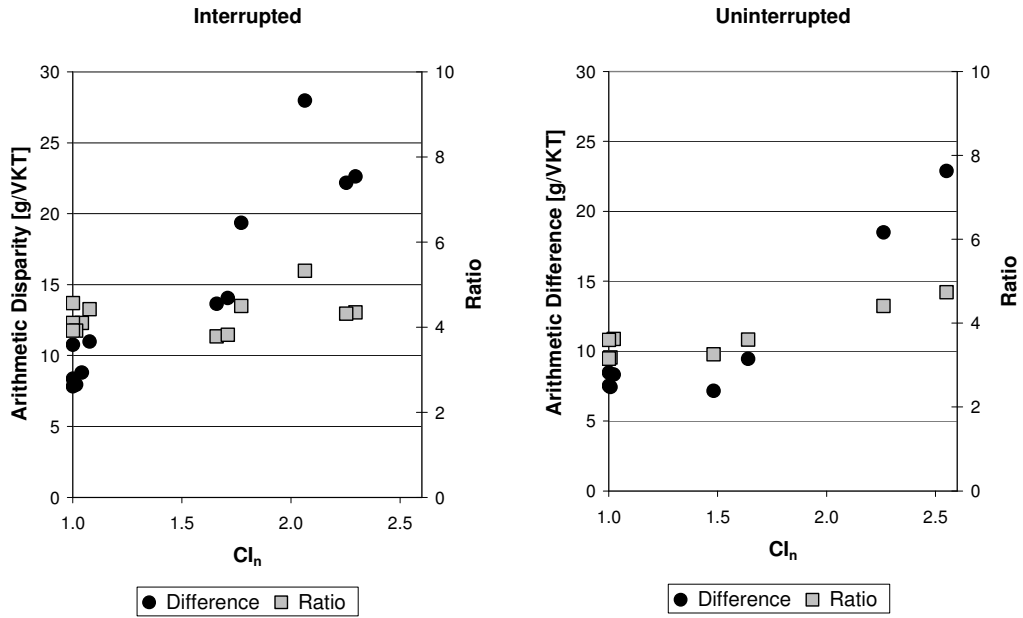 Interrupted
30
25
20
15
10
5
0
10
8
6
4
2
0
1.0 1.5 2.0 2.5
Arithmetic Disparity [g/VKT]
Ratio
CIn
Difference Ratio
Uninterrupted
30
25
20
15
10
5
0
10
8
6
4
2
0
1.0 1.5 2.0 2.5
Arithmetic Difference [g/VKT]
Ratio
CIn
Difference Ratio